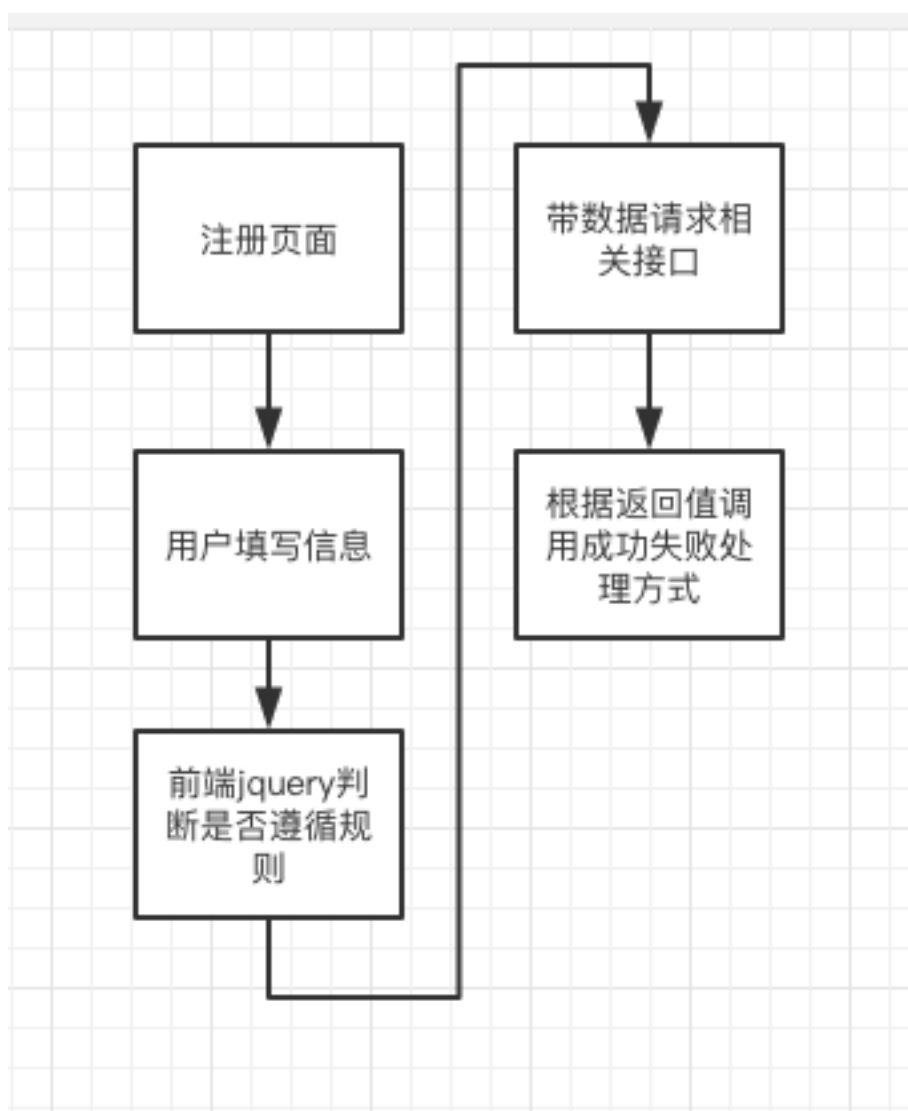 注册页面
用户填写信息
前端jquery判
断是否遵循规
则
带数据请求相
关接口
根据返回值调
用成功失败处
理方式